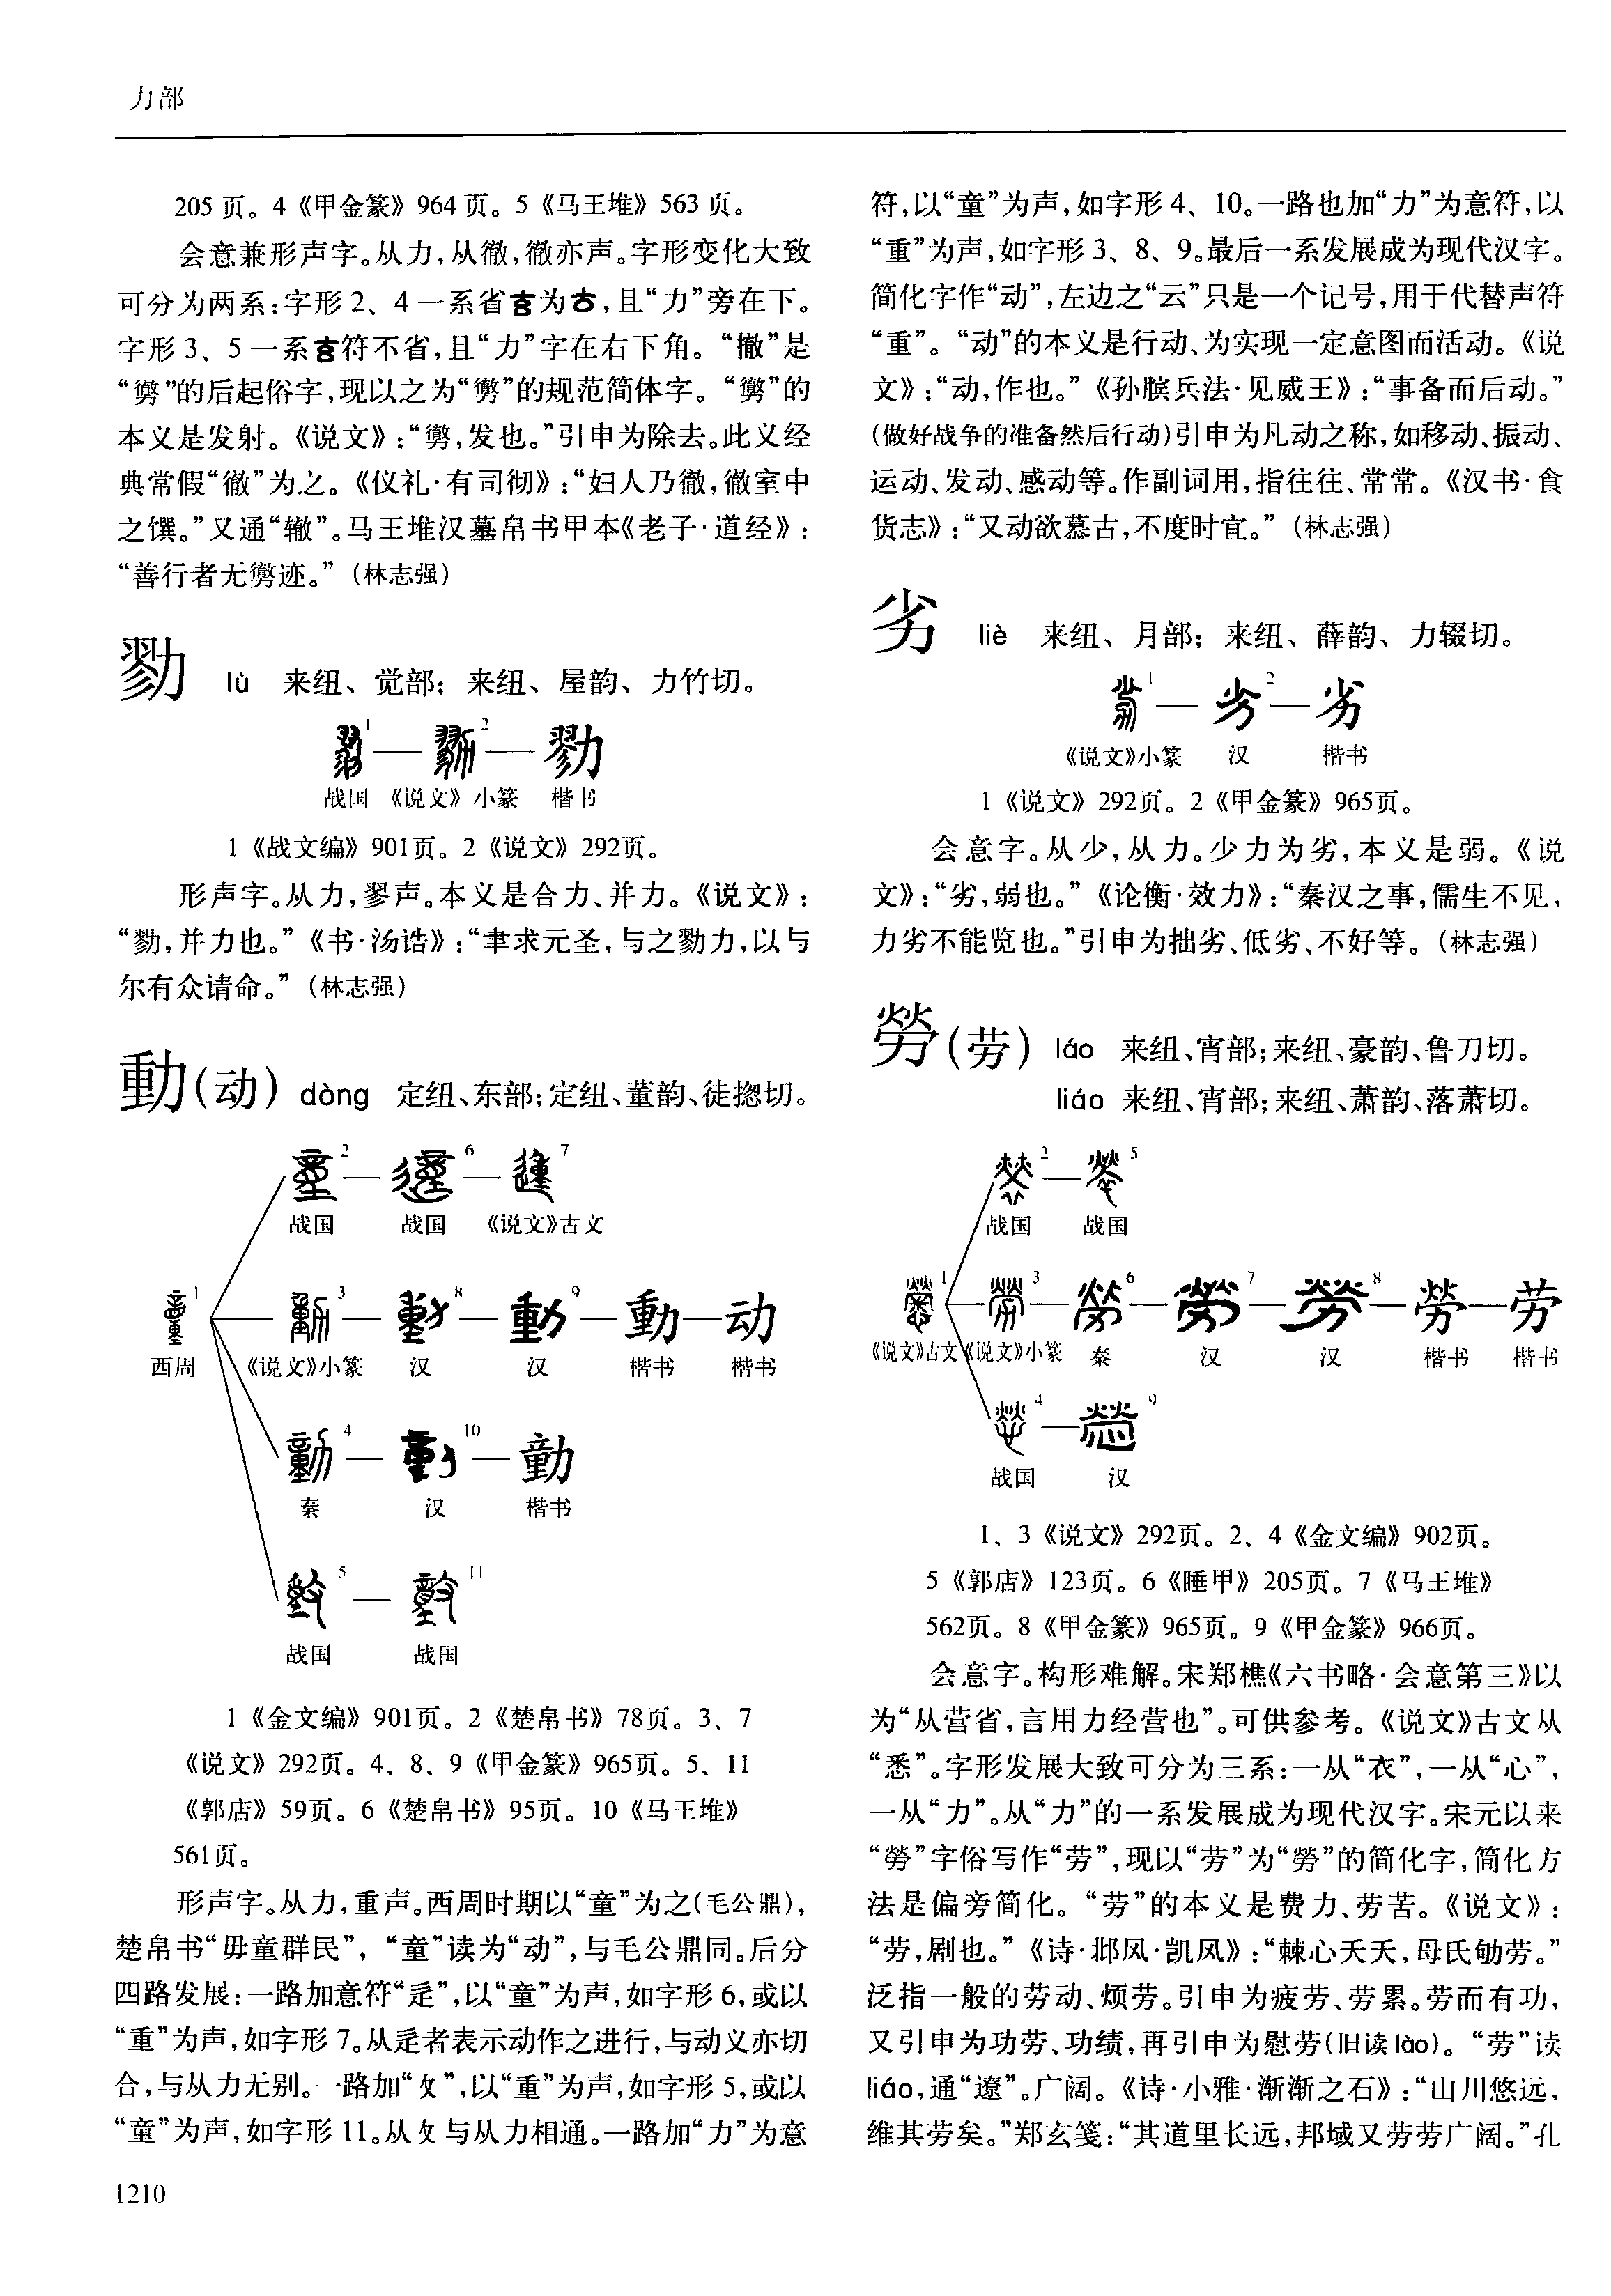 力部
205页。4《甲金篆》964页。5《马王堆》563页。
会意兼形声字。从力，从徹，徹亦声。字形变化大致
可分为两系：字形2、4一系省为，且“力”旁在下。
字形3、5一系符不省，且“力”字在右下角。“撤”是
“勶”的后起俗字，现以之为“勶”的规范简体字。“勶”的
本义是发射。《说文》：“勶，发也。”引申为除去。此义经
典常假“徹”为之。《仪礼·有司彻》：“妇人乃徹，徹室中
之馔。”又通“辙”。马王堆汉墓帛书甲本《老子·道经》：
“善行者无勶迹。”（林志强）
勠 lù 来纽、觉部；来纽、屋韵、力竹切。
1 2 勠
战国 《说文》小篆 楷书
1《战文编》901页。2《说文》292页。
形声字。从力，翏声。本义是合力、并力。《说文》：
“勠，并力也。”《书·汤诰》：“聿求元圣，与之勠力，以与
尔有众请命。”（林志强）
動（动）dòng 定纽、东部；定纽、董韵、徒揔切。
2 6 7
战国 战国 《说文》古文
1 3 8 9 動 动
西周 《说文》小篆 汉 汉 楷书 楷书
4 10 勭
秦 汉 楷书
5 11
战国 战国
1《金文编》901页。2《楚帛书》78页。3、7
《说文》292页。4、8、9《甲金篆》965页。5、11
《郭店》59页。6《楚帛书》95页。10《马王堆》
561页。
形声字。从力，重声。西周时期以“童”为之（毛公鼎），
楚帛书“毋童群民”，“童”读为“动”，与毛公鼎同。后分
四路发展：一路加意符“辵”，以“童”为声，如字形6，或以
“重”为声，如字形7。从辵者表示动作之进行，与动义亦切
合，与从力无别。一路加“攵”，以“重”为声，如字形5，或以
“童”为声，如字形11。从攵与从力相通。一路加“力”为意
符，以“童”为声，如字形4、10。一路也加“力”为意符，以
“重”为声，如字形3、8、9。最后一系发展成为现代汉字。
简化字作“动”，左边之“云”只是一个记号，用于代替声符
“重”。“动”的本义是行动、为实现一定意图而活动。《说
文》：“动，作也。”《孙膑兵法·见威王》：“事备而后动。”
（做好战争的准备然后行动）引申为凡动之称，如移动、振动、
运动、发动、感动等。作副词用，指往往、常常。《汉书·食
货志》：“又动欲慕古，不度时宜。”（林志强）
劣 liè 来纽、月部；来纽、薛韵、力辍切。
1 2 劣
《说文》小篆 汉 楷书
1《说文》292页。2《甲金篆》965页。
会意字。从少，从力。少力为劣，本义是弱。《说
文》：“劣，弱也。”《论衡·效力》：“秦汉之事，儒生不见，
力劣不能览也。”引申为拙劣、低劣、不好等。（林志强）
勞（劳）láo 来纽、宵部；来纽、豪韵、鲁刀切。
liáo 来纽、宵部；来纽、萧韵、落萧切。
2 5
战国 战国
1 3 6 7 8 勞 劳
《说文》古文 《说文》小篆 秦 汉 汉 楷书 楷书
4 9
战国 汉
1、3《说文》292页。2、4《金文编》902页。
5《郭店》123页。6《睡甲》205页。7《马王堆》
562页。8《甲金篆》965页。9《甲金篆》966页。
会意字。构形难解。宋郑樵《六书略·会意第三》以
为“从营省，言用力经营也”。可供参考。《说文》古文从
“悉”。字形发展大致可分为三系：一从“衣”，一从“心”，
一从“力”。从“力”的一系发展成为现代汉字。宋元以来
“勞”字俗写作“劳”，现以“劳”为“勞”的简化字，简化方
法是偏旁简化。“劳”的本义是费力、劳苦。《说文》：
“劳，剧也。”《诗·邶风·凯风》：“棘心夭夭，母氏劬劳。”
泛指一般的劳动、烦劳。引申为疲劳、劳累。劳而有功，
又引申为功劳、功绩，再引申为慰劳（旧读lào）。“劳”读
liáo，通“遼”。广阔。《诗·小雅·渐渐之石》：“山川悠远，
维其劳矣。”郑玄笺：“其道里长远，邦域又劳劳广阔。”孔
1210